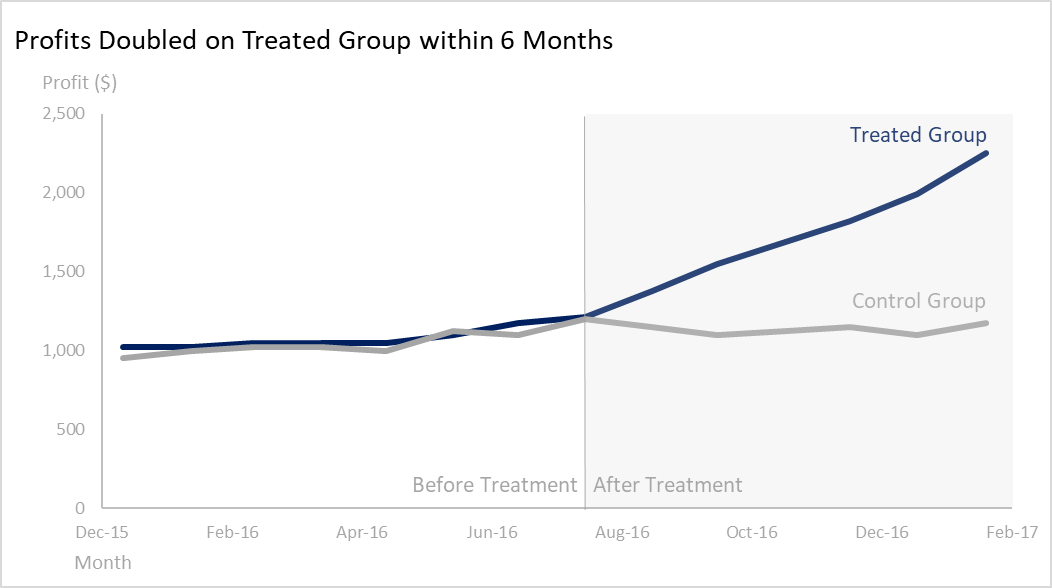 Profits Doubled on Treated Group within 6 Months
Profit ($)
2,500
2,000
1,500
1,000
500
0
Treated Group
Control Group
Before Treatment
After Treatment
Dec-15 Feb-16 Apr-16 Jun-16 Aug-16 Oct-16 Dec-16 Feb-17
Month